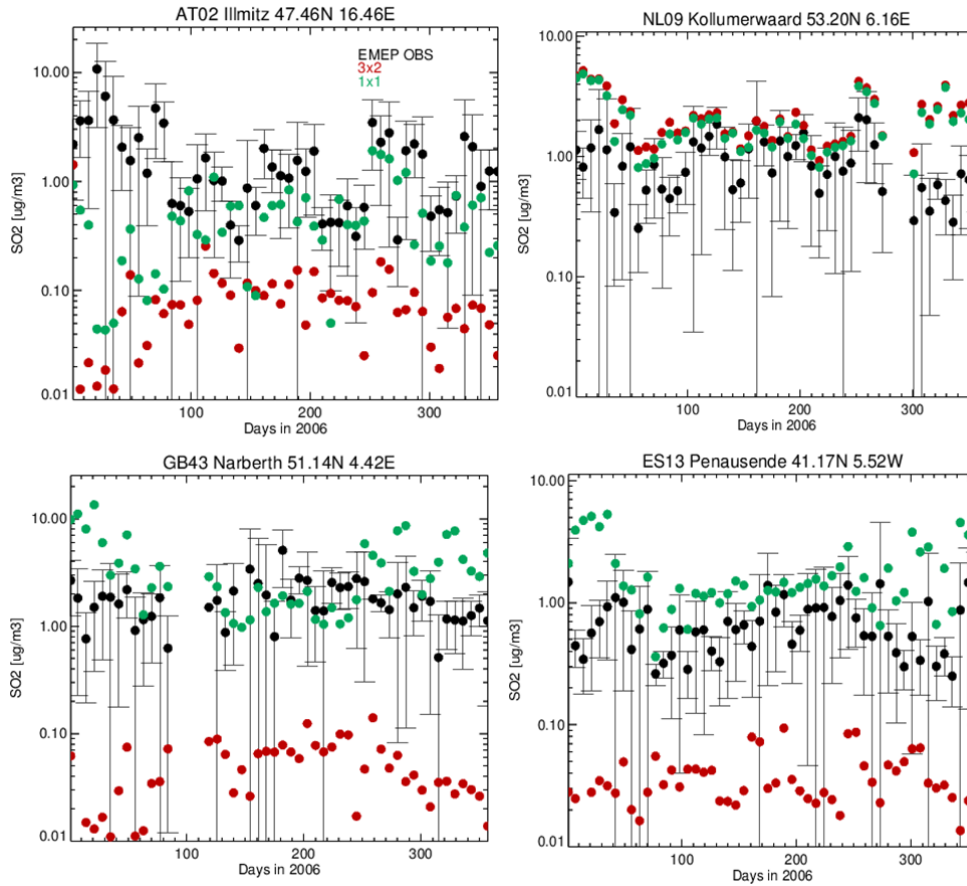 AT02 Illmitz 47.46N 16.46E
EMEP OBS
3x2
1x1
SO2 [ug/m3]
10.00
1.00
0.10
0.01
100
200
300
Days in 2006
NL09 Kollumerwaard 53.20N 6.16E
SO2 [ug/m3]
10.00
1.00
0.10
0.01
100
200
300
Days in 2006
GB43 Narberth 51.14N 4.42E
SO2 [ug/m3]
10.00
1.00
0.10
0.01
100
200
300
Days in 2006
ES13 Penausende 41.17N 5.52W
SO2 [ug/m3]
10.00
1.00
0.10
0.01
100
200
300
Days in 2006